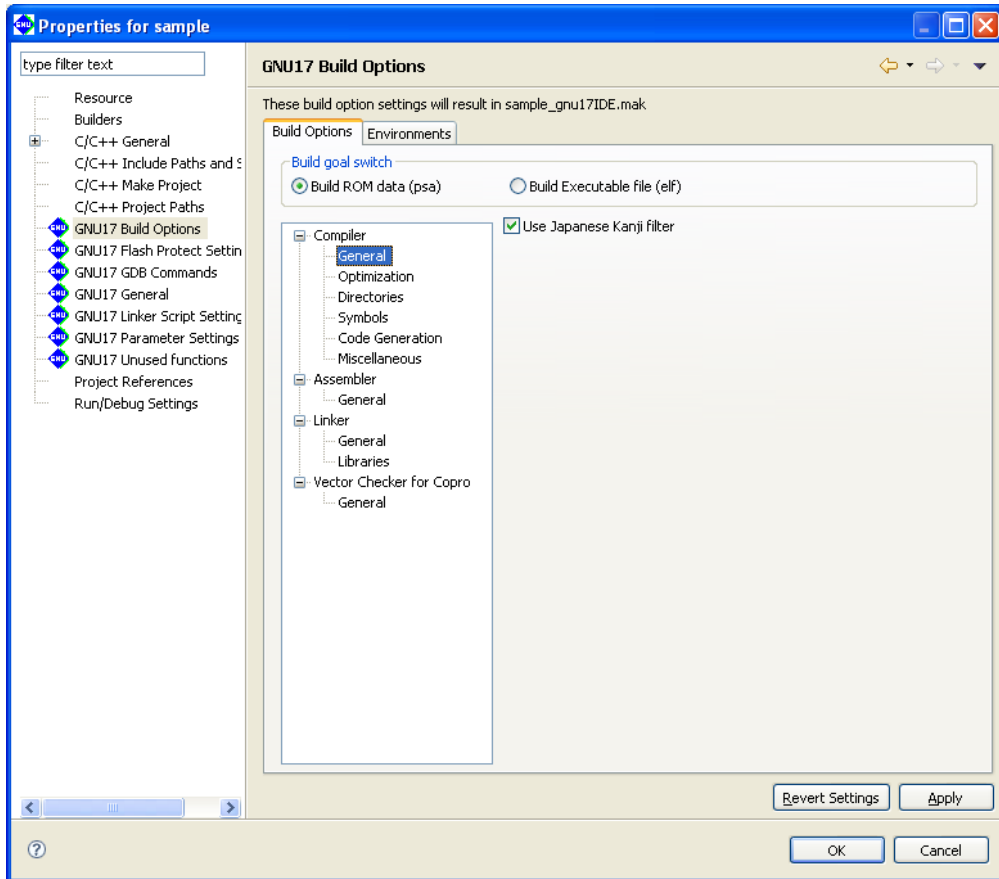 Properties for sample
type filter text
Resource
Builders
C/C++ General
C/C++ Include Paths and S
C/C++ Make Project
C/C++ Project Paths
GNU17 Build Options
GNU17 Flash Protect Settin
GNU17 GDB Commands
GNU17 General
GNU17 Linker Script Setting
GNU17 Parameter Settings
GNU17 Unused functions
Project References
Run/Debug Settings
GNU17 Build Options
These build option settings will result in sample_gnu17IDE.mak
Build Options Environments
Build goal switch
Build ROM data (psa) Build Executable file (elf)
Compiler
General
Optimization
Directories
Symbols
Code Generation
Miscellaneous
Assembler
General
Linker
General
Libraries
Vector Checker for Copro
General
Use Japanese Kanji filter
Revert Settings Apply
OK Cancel